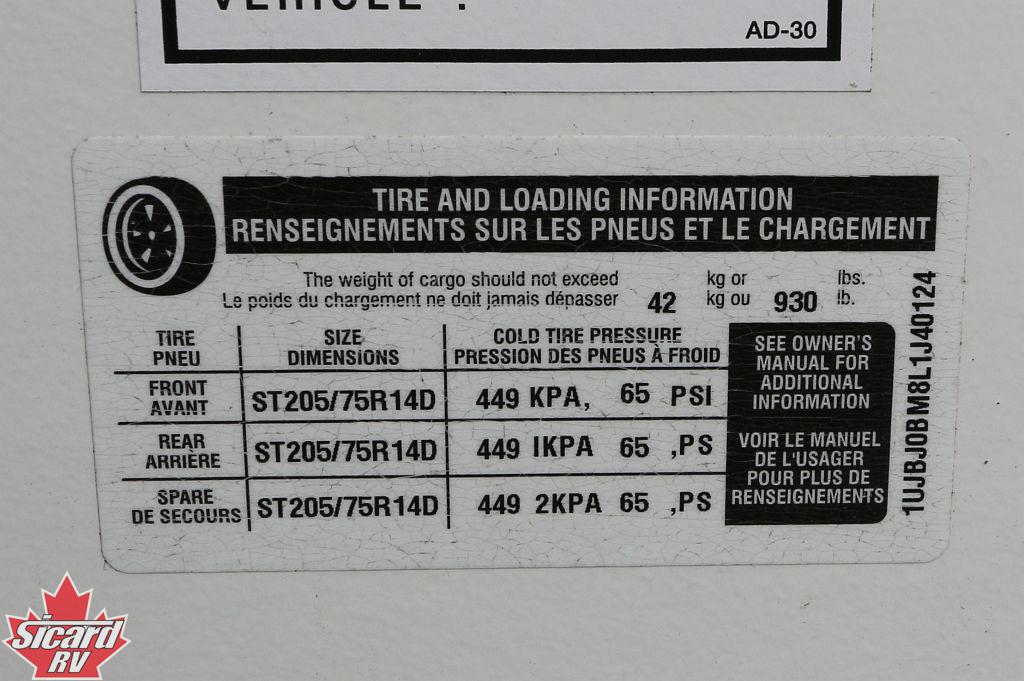 VEHICLE .
AD-30
TIRE AND LOADING INFORMATION
RENSEIGNEMENTS SUR LES PNEUS ET LE CHARGEMENT
The weight of cargo should not exceed kg or lbs.
Le poids du chargement ne doit jamais dépasser 42 kg ou 930 lb.
TIRE SIZE COLD TIRE PRESSURE
PNEU DIMENSIONS PRESSION DES PNEUS À FROID
FRONT
AVANT ST205/75R14D 449 KPA, 65 PSI
REAR
ARRIÈRE ST205/75R14D 449 1KPA 65 ,PS
SPARE
DE SECOURS ST205/75R14D 449 2KPA 65 ,PS
SEE OWNER'S
MANUAL FOR
ADDITIONAL
INFORMATION
VOIR LE MANUEL
DE L'USAGER
POUR PLUS DE
RENSEIGNEMENTS
1UJBJ0BM8L1J40124
Sicard
RV